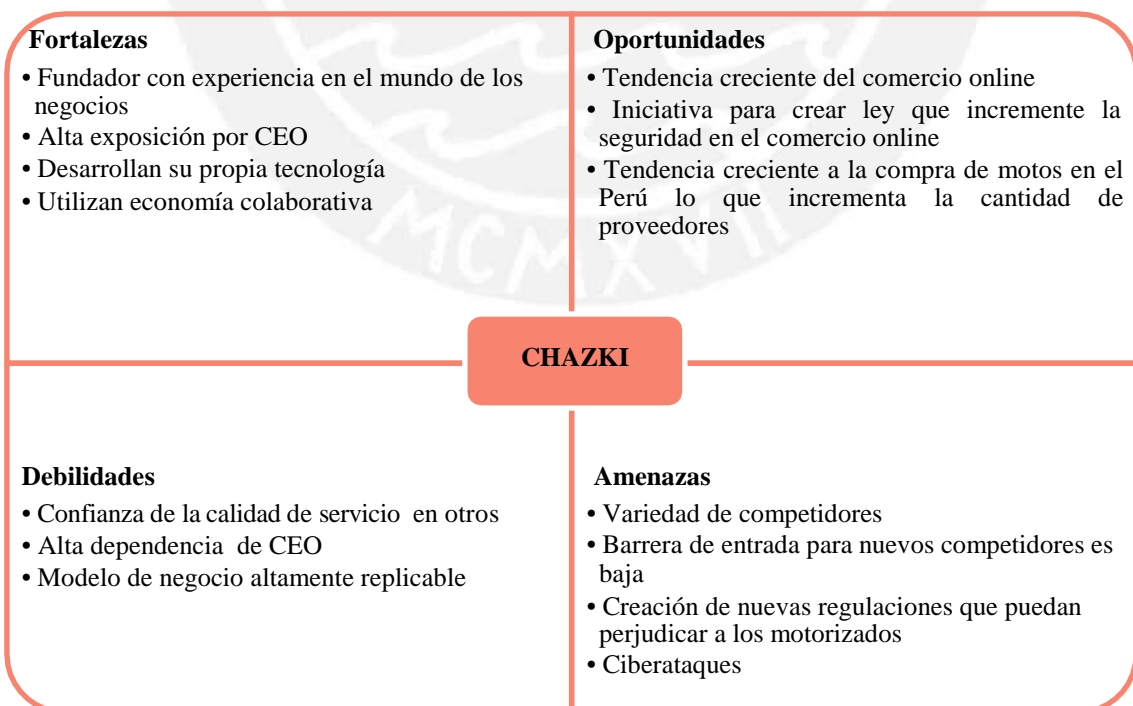 Fortalezas
• Fundador con experiencia en el mundo de los
negocios
• Alta exposición por CEO
• Desarrollan su propia tecnología
• Utilizan economía colaborativa
Oportunidades
• Tendencia creciente del comercio online
• Iniciativa para crear ley que incremente la
seguridad en el comercio online
• Tendencia creciente a la compra de motos en el
Perú lo que incrementa la cantidad de
proveedores
MCMXVII
CHAZKI
Debilidades
• Confianza de la calidad de servicio en otros
• Alta dependencia de CEO
• Modelo de negocio altamente replicable
Amenazas
• Variedad de competidores
• Barrera de entrada para nuevos competidores es
baja
• Creación de nuevas regulaciones que puedan
perjudicar a los motorizados
• Ciberataques